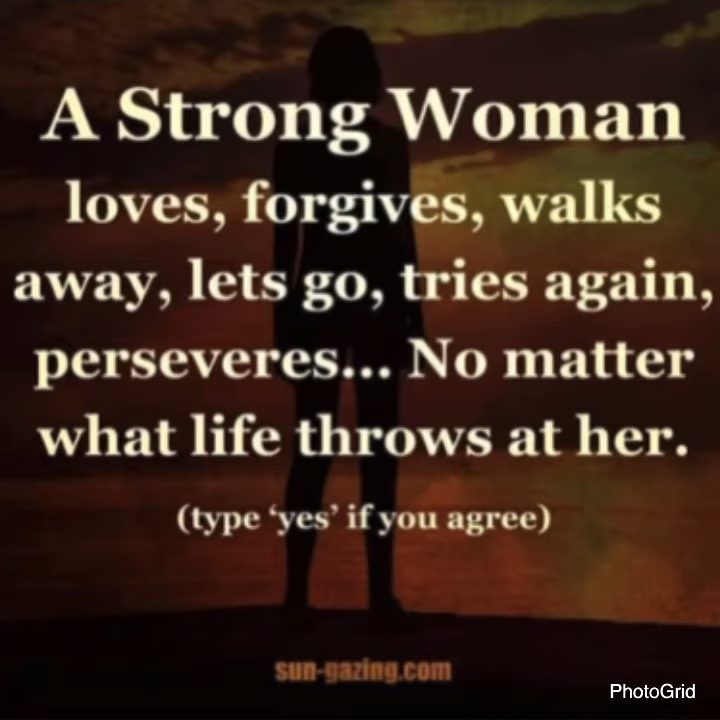 A Strong Woman
loves, forgives, walks
away, lets go, tries again,
perseveres... No matter
what life throws at her.
(type ‘yes’ if you agree)
sun-gazing.com
PhotoGrid